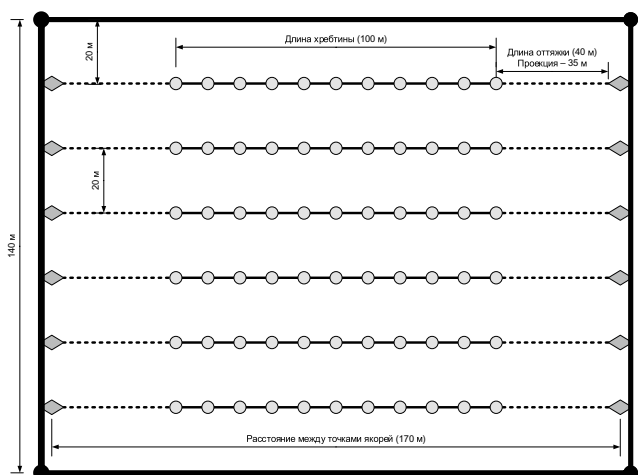 20 м
Длина хребтины (100 м)
Длина оттяжки (40 м)
Проекция – 35 м
20 м
140 м
Расстояние между точками якорей (170 м)